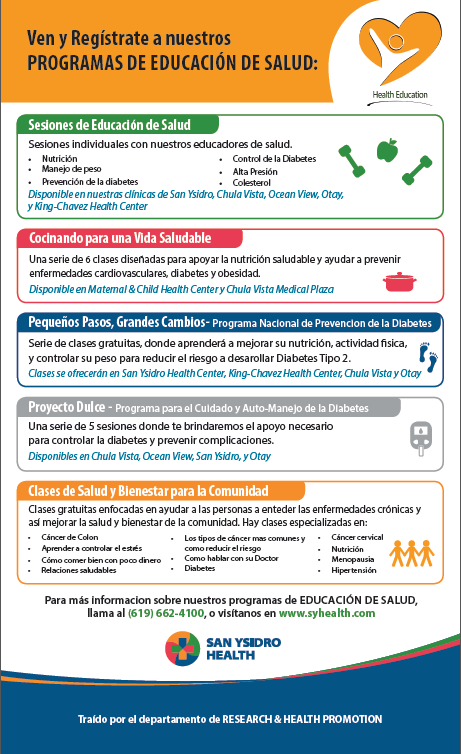 Ven y Regístrate a nuestros
PROGRAMAS DE EDUCACIÓN DE SALUD:
Health Education
Sesiones de Educación de Salud
Sesiones individuales con nuestros educadores de salud.
• Nutrición
• Manejo de peso
• Prevención de la diabetes
• Control de la Diabetes
• Alta Presión
• Colesterol
Disponible en nuestras clínicas de San Ysidro, Chula Vista, Ocean View, Otay,
y King-Chavez Health Center
Cocinando para una Vida Saludable
Una serie de 6 clases diseñadas para apoyar la nutrición saludable y ayudar a prevenir
enfermedades cardiovasculares, diabetes y obesidad.
Disponible en Maternal & Child Health Center y Chula Vista Medical Plaza
Pequeños Pasos, Grandes Cambios- Programa Nacional de Prevencion de la Diabetes
Serie de clases gratuitas, donde aprenderá a mejorar su nutrición, actividad física,
y controlar su peso para reducir el riesgo a desarollar Diabetes Tipo 2.
Clases se ofrecerán en San Ysidro Health Center, King-Chavez Health Center, Chula Vista y Otay
Proyecto Dulce - Programa para el Cuidado y Auto-Manejo de la Diabetes
Una serie de 5 sesiones donde te brindaremos el apoyo necesario
para controlar la diabetes y prevenir complicaciones.
Disponibles en Chula Vista, Ocean View, San Ysidro, y Otay
Clases de Salud y Bienestar para la Comunidad
Clases gratuitas enfocadas en ayudar a las personas a enteder las enfermedades crónicas y
así mejorar la salud y bienestar de la comunidad. Hay clases especializadas en:
• Cáncer de Colon
• Aprender a controlar el estrés
• Cómo comer bien con poco dinero
• Relaciones saludables
• Los tipos de cáncer mas comunes y
como reducir el riesgo
• Como hablar con su Doctor
• Diabetes
• Cáncer cervical
• Nutrición
• Menopausia
• Hipertensión
Para más informacion sobre nuestros programas de EDUCACIÓN DE SALUD,
llama al (619) 662-4100, o visítanos en www.syhealth.com
SAN YSIDRO
HEALTH
Traído por el departamento de RESEARCH & HEALTH PROMOTION